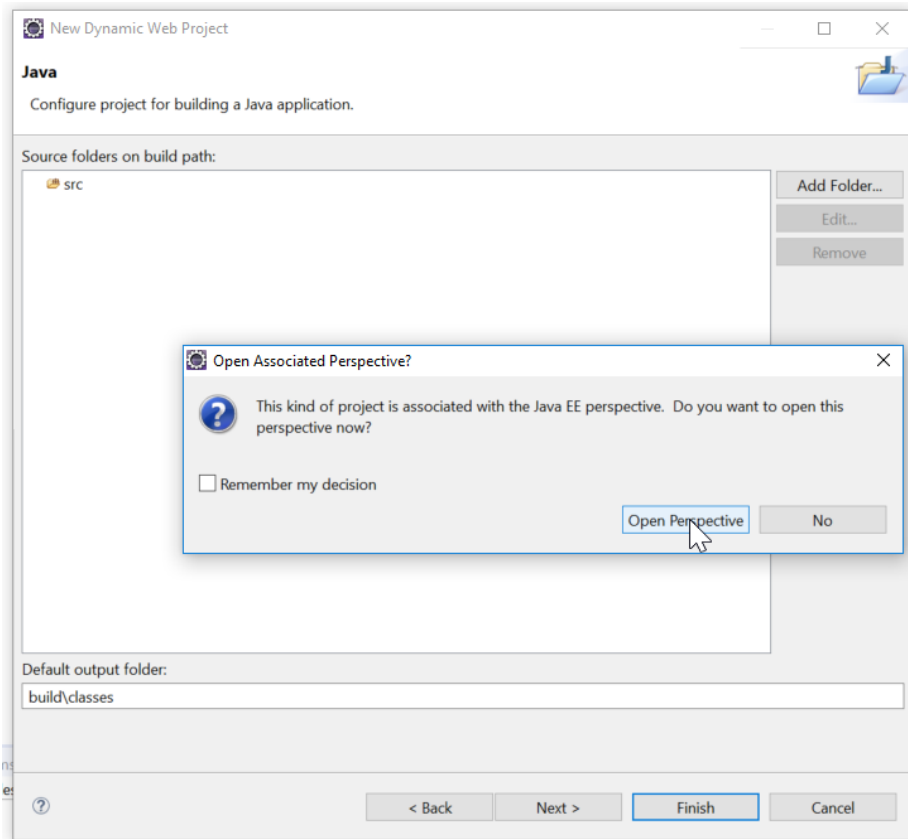 New Dynamic Web Project
Java
Configure project for building a Java application.
Source folders on build path:
src
Add Folder...
Edit...
Remove
Open Associated Perspective?
This kind of project is associated with the Java EE perspective.  Do you want to open this
perspective now?
Remember my decision
Open Perspective
No
Default output folder:
build\classes
< Back
Next >
Finish
Cancel